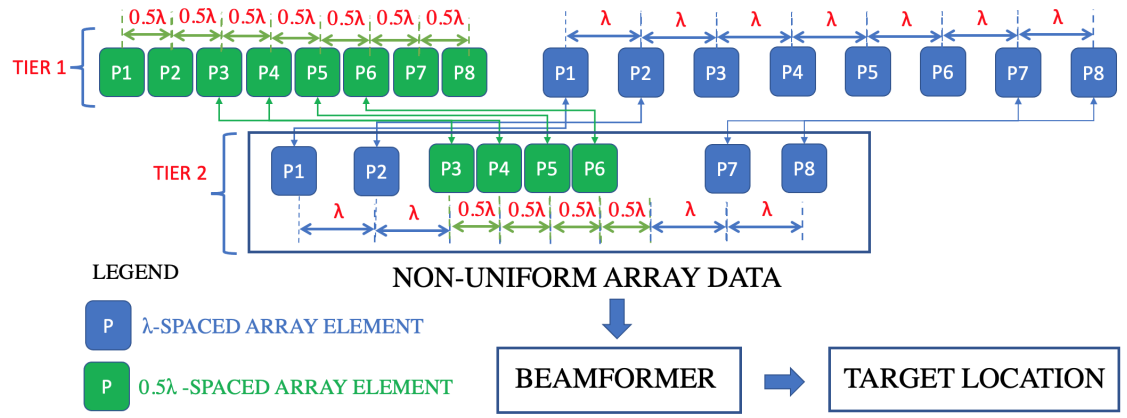 0.5λ 0.5λ 0.5λ 0.5λ 0.5λ 0.5λ 0.5λ λ λ λ λ λ λ λ
TIER 1 P1 P2 P3 P4 P5 P6 P7 P8 P1 P2 P3 P4 P5 P6 P7 P8
TIER 2 P1 P2 P3 P4 P5 P6 P7 P8
λ λ 0.5λ 0.5λ 0.5λ 0.5λ λ λ
LEGEND
NON-UNIFORM ARRAY DATA
P λ-SPACED ARRAY ELEMENT
P 0.5λ -SPACED ARRAY ELEMENT
BEAMFORMER
TARGET LOCATION